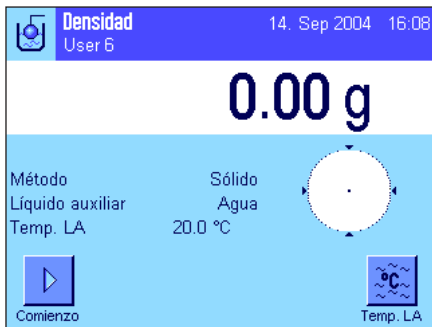 Densidad 14. Sep 2004 16:08
User 6
0.00 g
Método Sólido
Líquido auxiliar Agua
Temp. LA 20.0 °C
°C
Comienzo Temp. LA